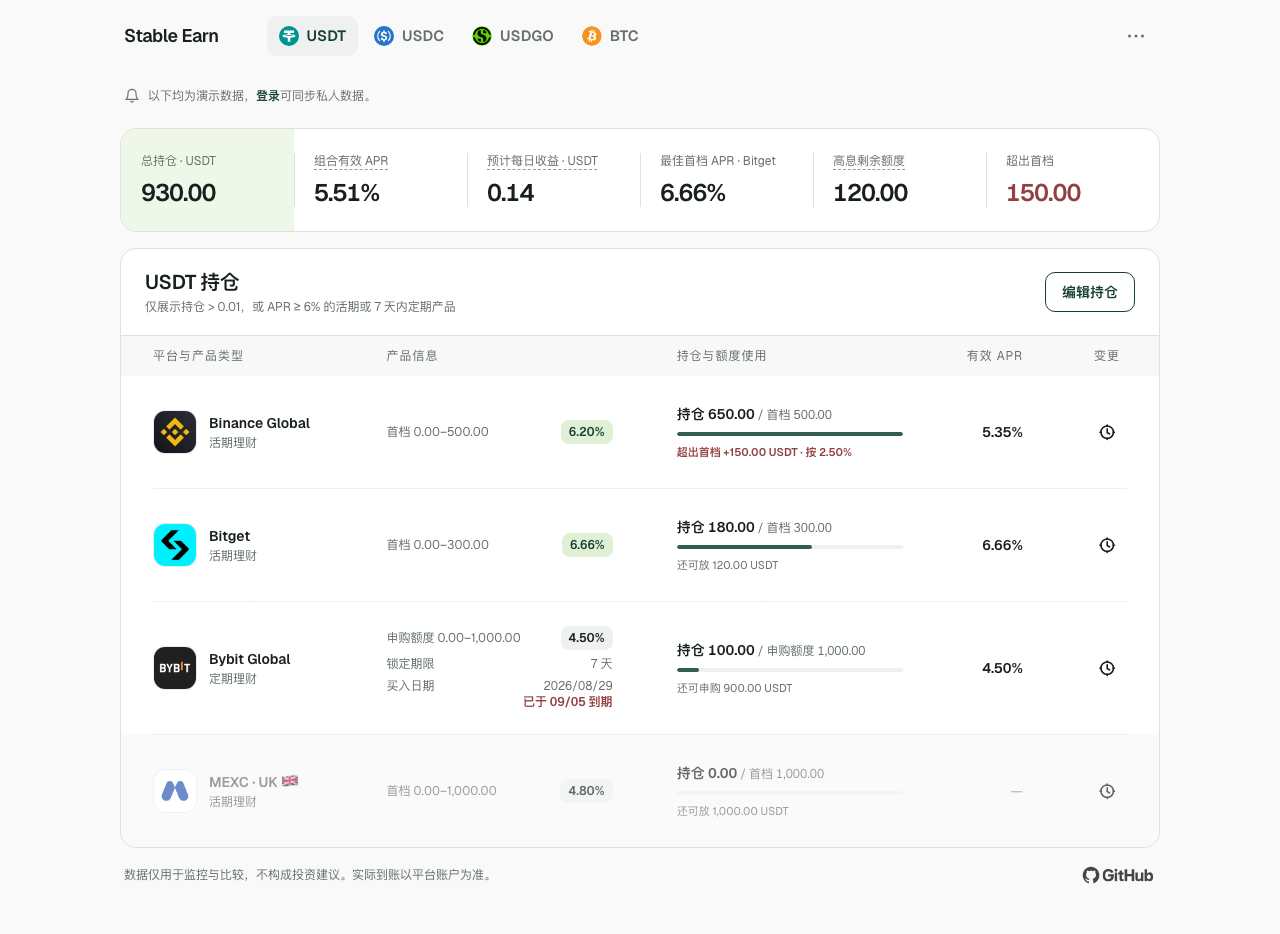 Stable Earn
USDT
USDC
USDGO
BTC
以下均为演示数据，登录可同步私人数据。
总持仓 · USDT
930.00
组合有效 APR
5.51%
预计每日收益 · USDT
0.14
最佳首档 APR · Bitget
6.66%
高息剩余额度
120.00
超出首档
150.00
USDT 持仓
仅展示持仓 > 0.01，或 APR ≥ 6% 的活期或 7 天内定期产品
编辑持仓
平台与产品类型
产品信息
持仓与额度使用
有效 APR
变更
Binance Global
活期理财
首档 0.00–500.00
6.20%
持仓 650.00 / 首档 500.00
超出首档 +150.00 USDT · 按 2.50%
5.35%
Bitget
活期理财
首档 0.00–300.00
6.66%
持仓 180.00 / 首档 300.00
还可放 120.00 USDT
6.66%
BYBIT
Bybit Global
定期理财
申购额度 0.00–1,000.00
4.50%
锁定期限
7 天
买入日期
2026/08/29
已于 09/05 到期
持仓 100.00 / 申购额度 1,000.00
还可申购 900.00 USDT
4.50%
MEXC · UK 🇬🇧
活期理财
首档 0.00–1,000.00
4.80%
持仓 0.00 / 首档 1,000.00
还可放 1,000.00 USDT
—
数据仅用于监控与比较，不构成投资建议。实际到账以平台账户为准。
GitHub